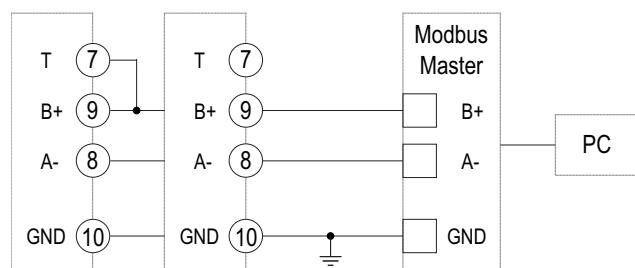 T 7 T 7 Modbus
Master
B+ 9 B+ 9 B+
A- 8 A- 8 A- PC
GND 10 GND 10 GND